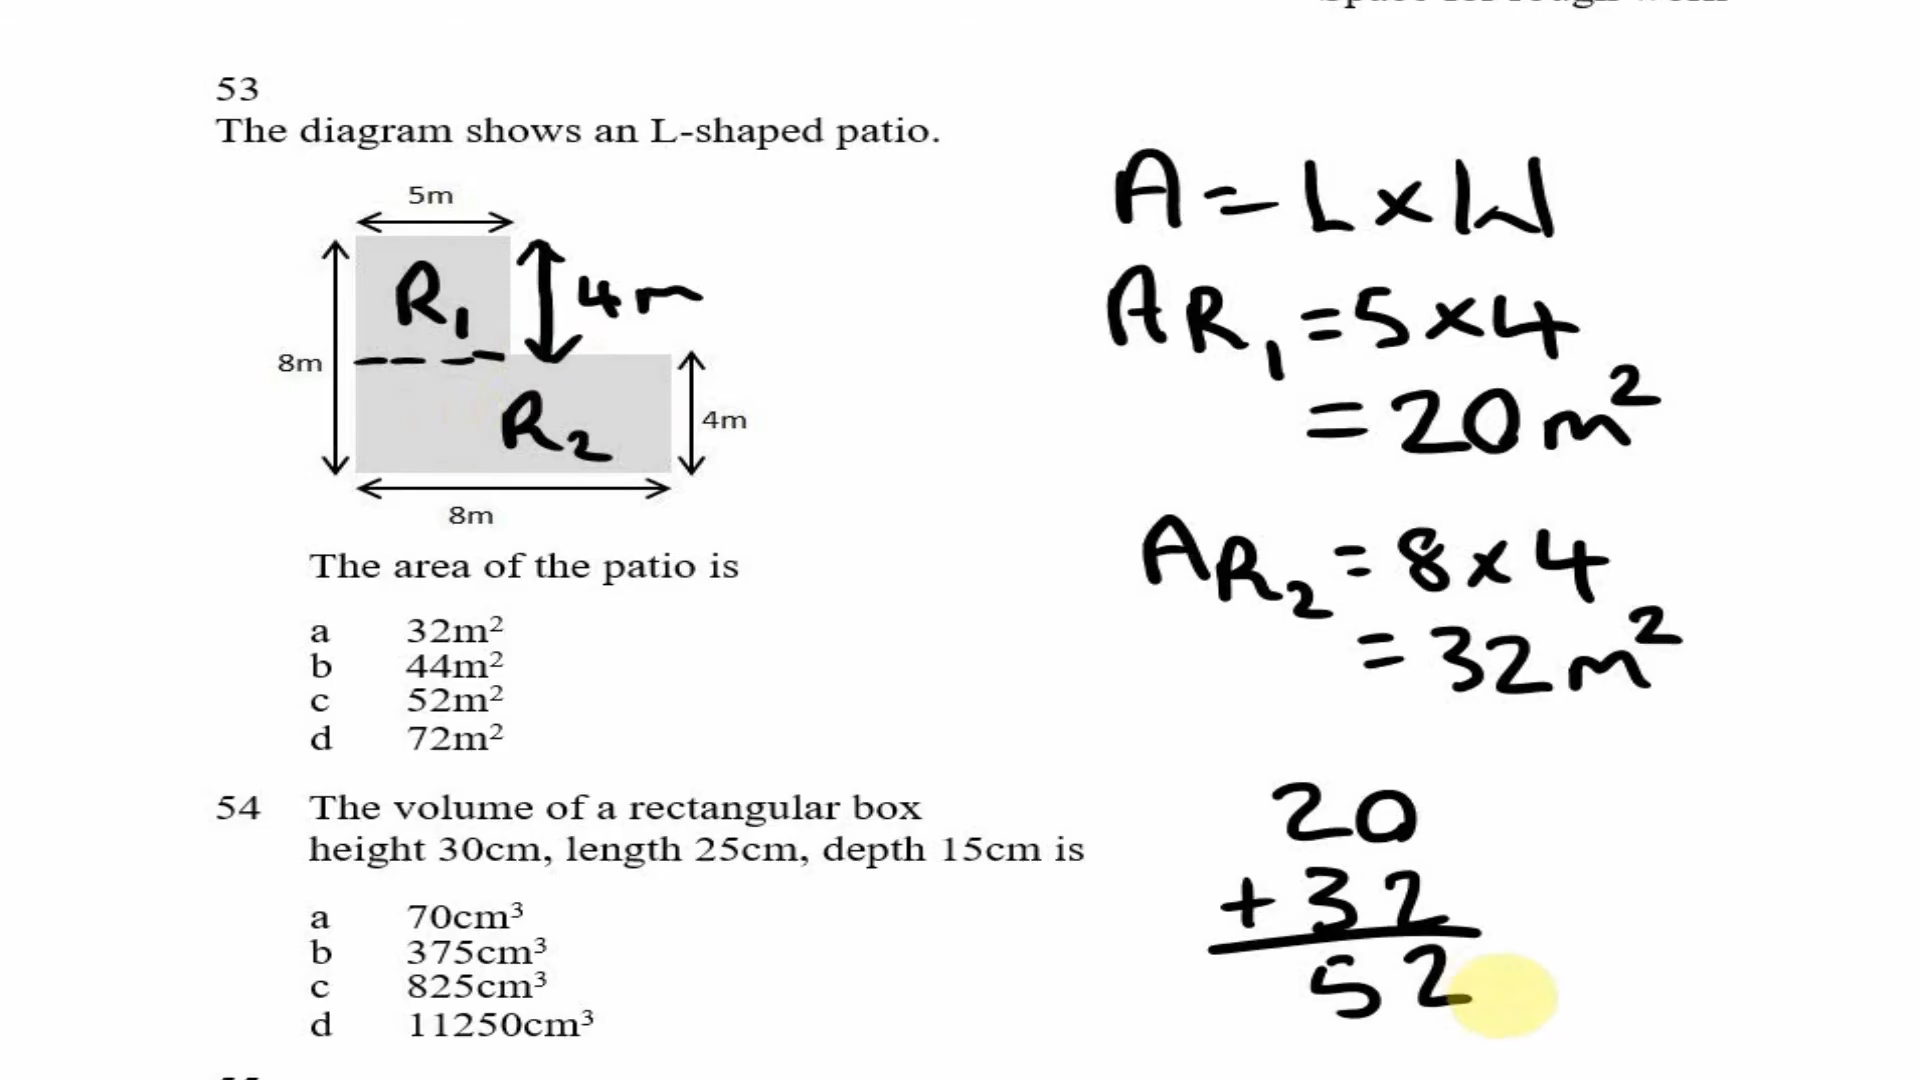 53
The diagram shows an L-shaped patio.
5m
R1
4m
8m
R2
4m
8m
The area of the patio is
a 32m²
b 44m²
c 52m²
d 72m²
54 The volume of a rectangular box
height 30cm, length 25cm, depth 15cm is
a 70cm³
b 375cm³
c 825cm³
d 11250cm³
A = L x W
AR1 = 5 x 4
= 20m²
AR2 = 8 x 4
= 32m²
20
+ 32
52